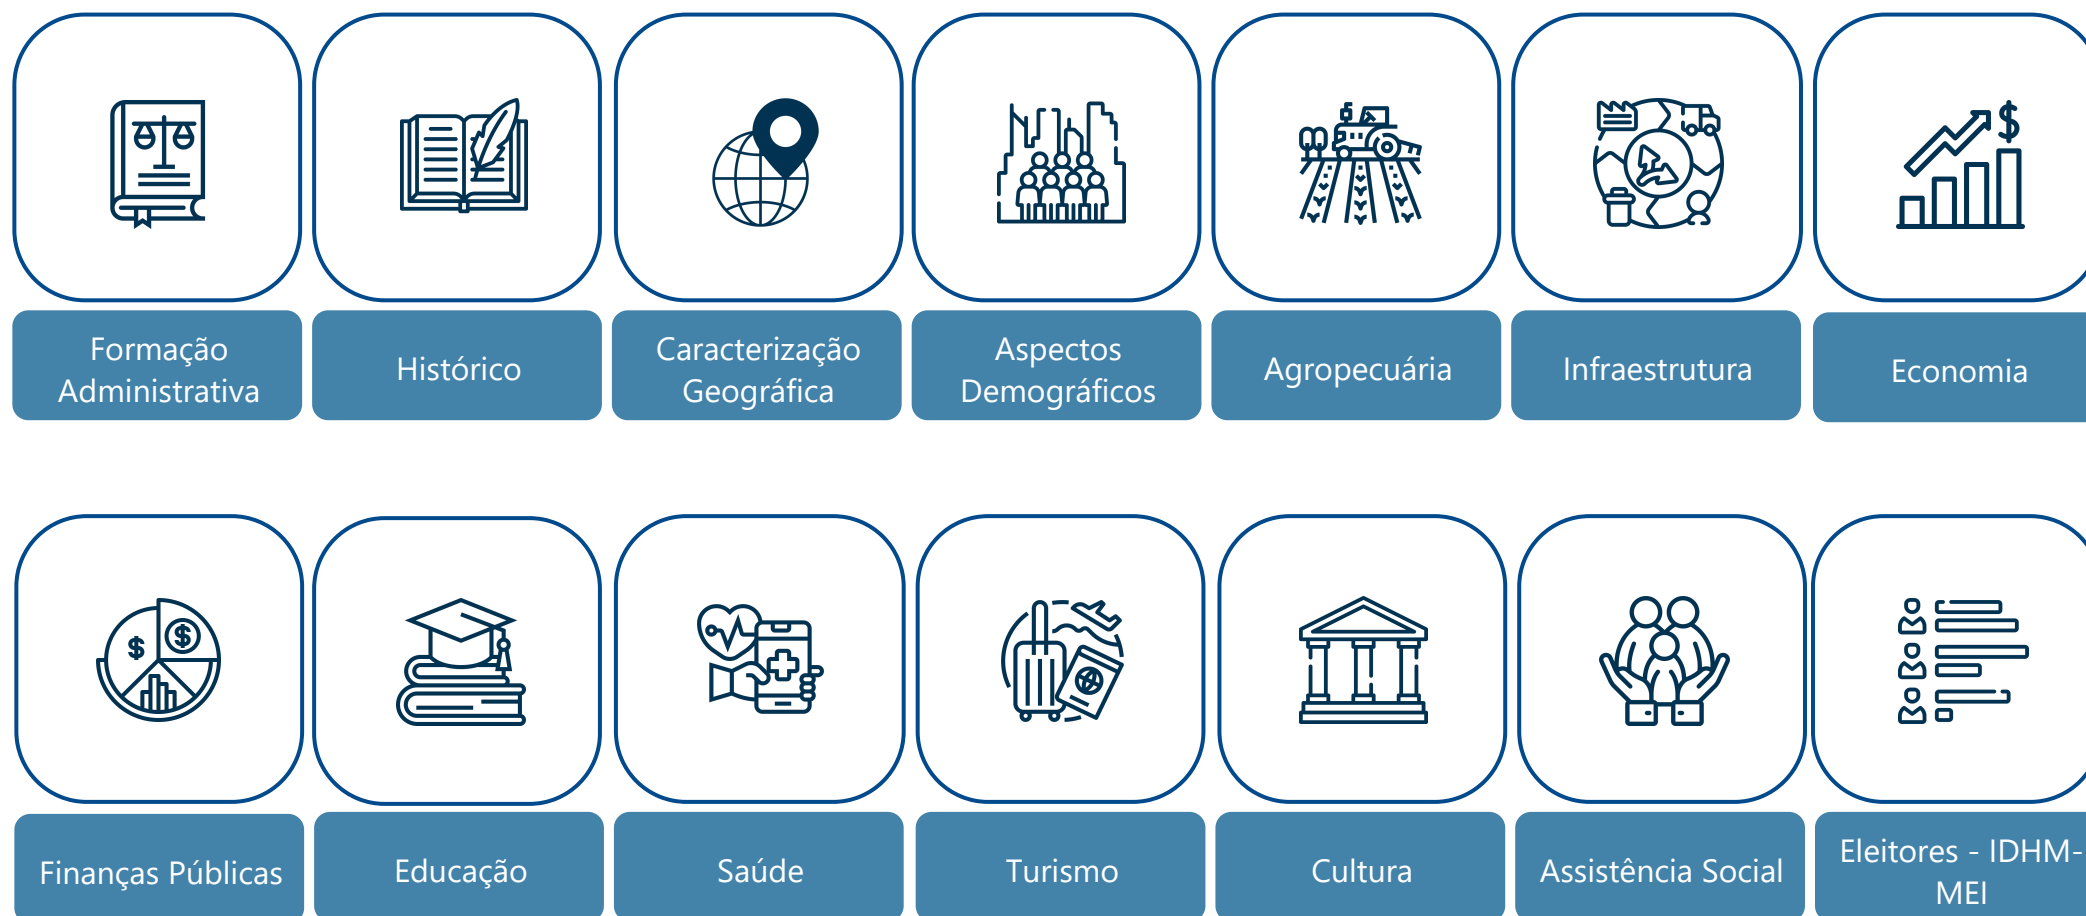 $
Formação
Administrativa
Histórico
Caracterização
Geográfica
Aspectos
Demográficos
Agropecuária
Infraestrutura
Economia
$
$
Finanças Públicas
Educação
Saúde
Turismo
Cultura
Assistência Social
Eleitores - IDHM-
MEI